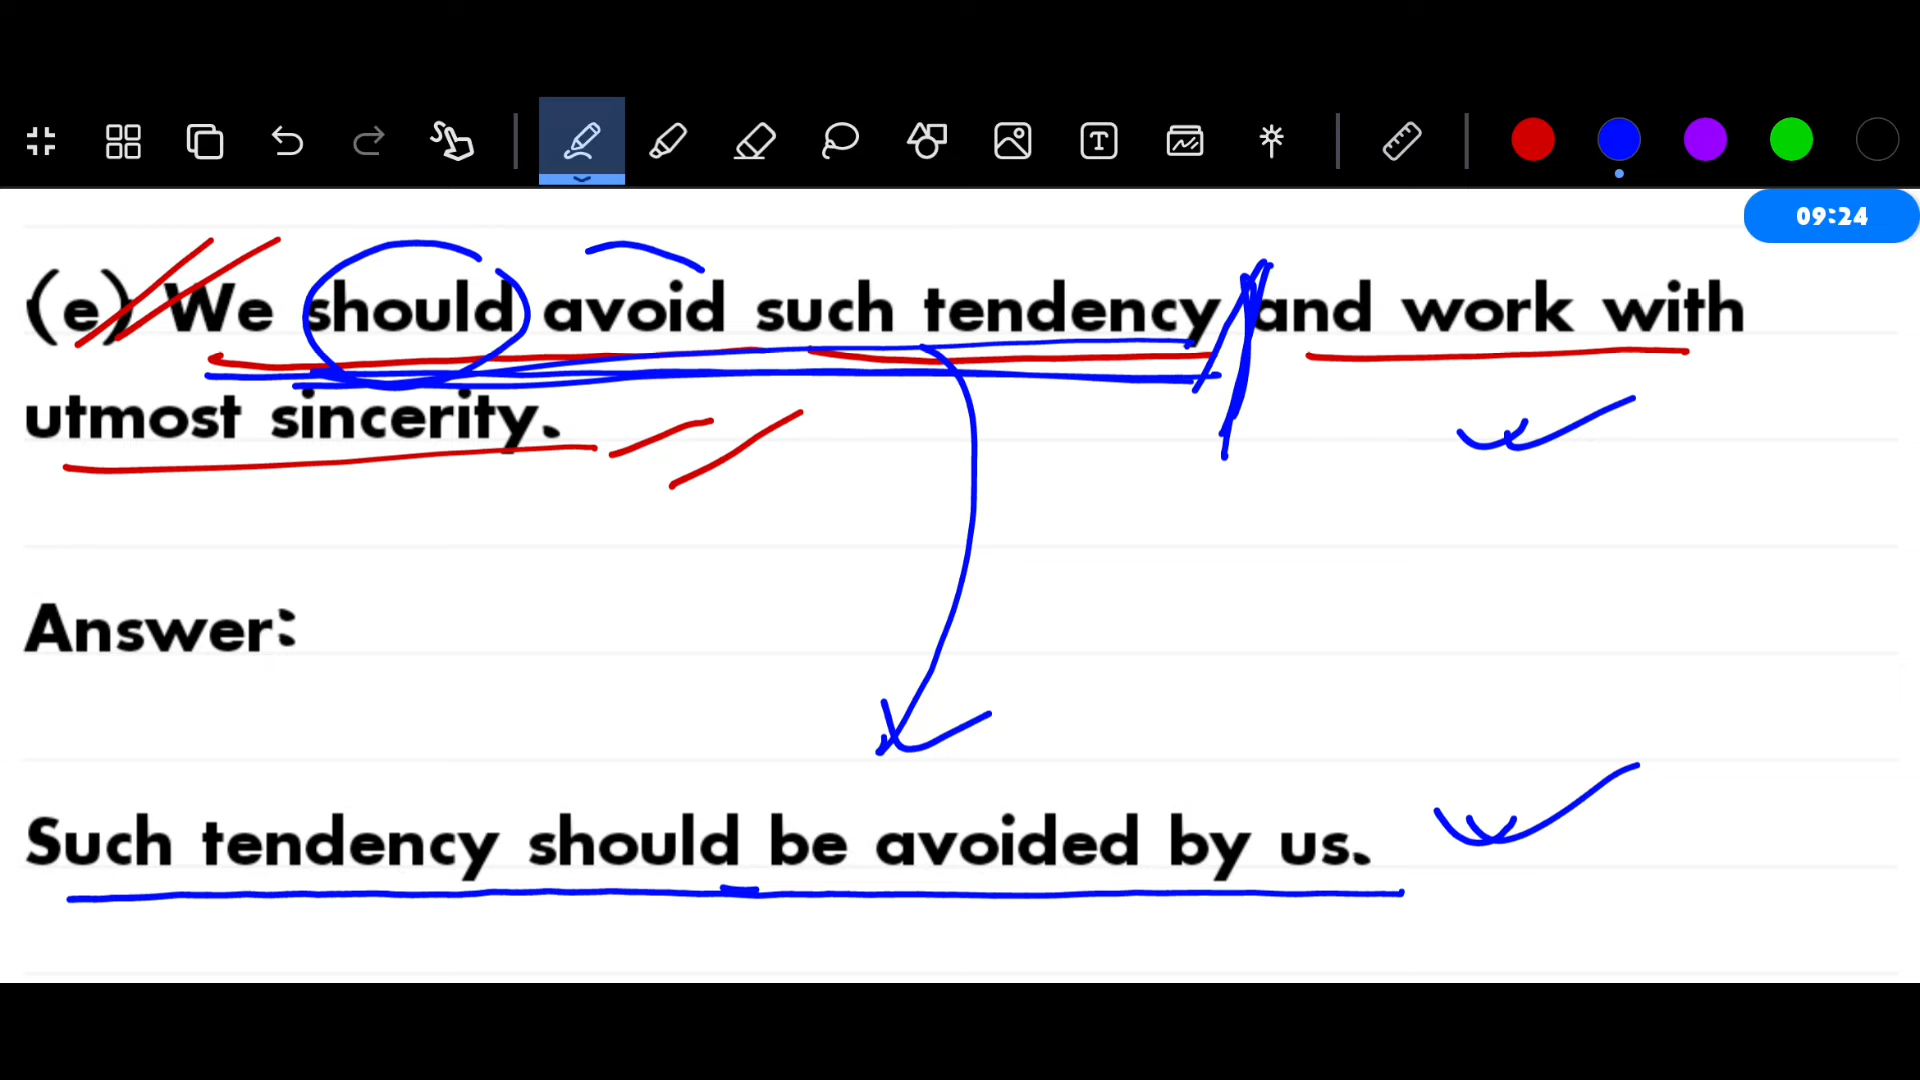 09:24
(e) We should avoid such tendency and work with
utmost sincerity.
Answer:
Such tendency should be avoided by us.